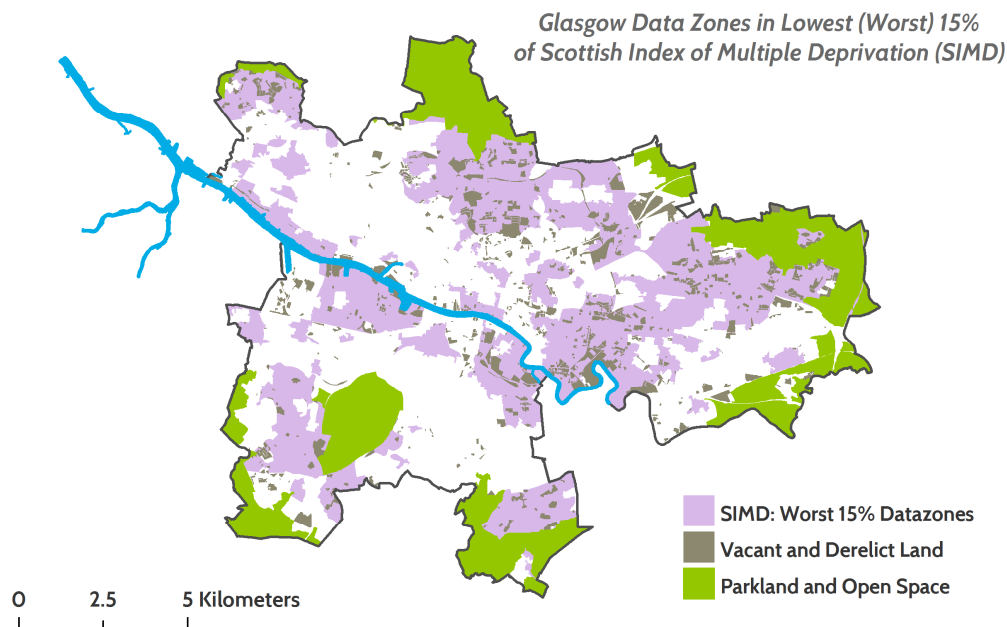 Glasgow Data Zones in Lowest (Worst) 15%
of Scottish Index of Multiple Deprivation (SIMD)
SIMD: Worst 15% Datazones
Vacant and Derelict Land
Parkland and Open Space
0 2.5 5 Kilometers